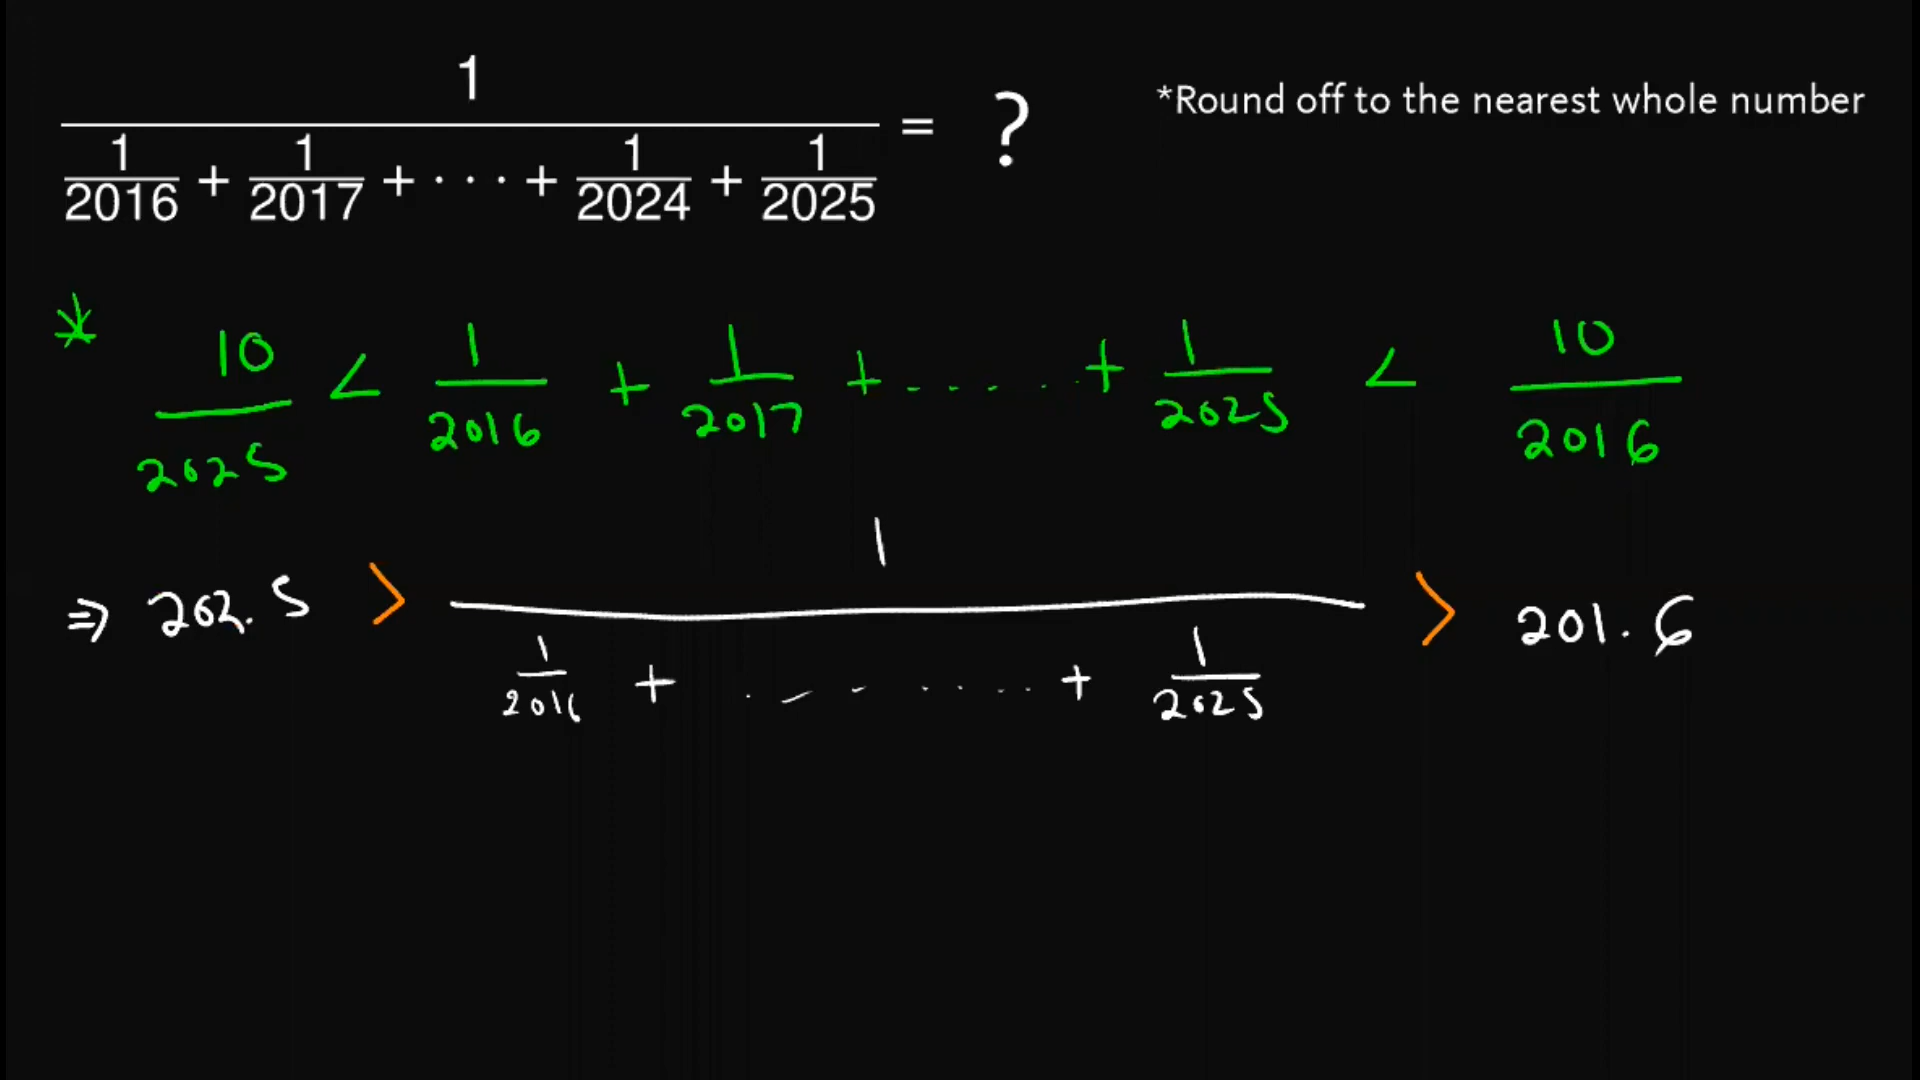 1
1/2016 + 1/2017 + · · · + 1/2024 + 1/2025 = ?
*Round off to the nearest whole number
* 10/2025 < 1/2016 + 1/2017 + ..... + 1/2025 < 10/2016
1
⇒ 202.5 > 1/2016 + ........ + 1/2025 > 201.6